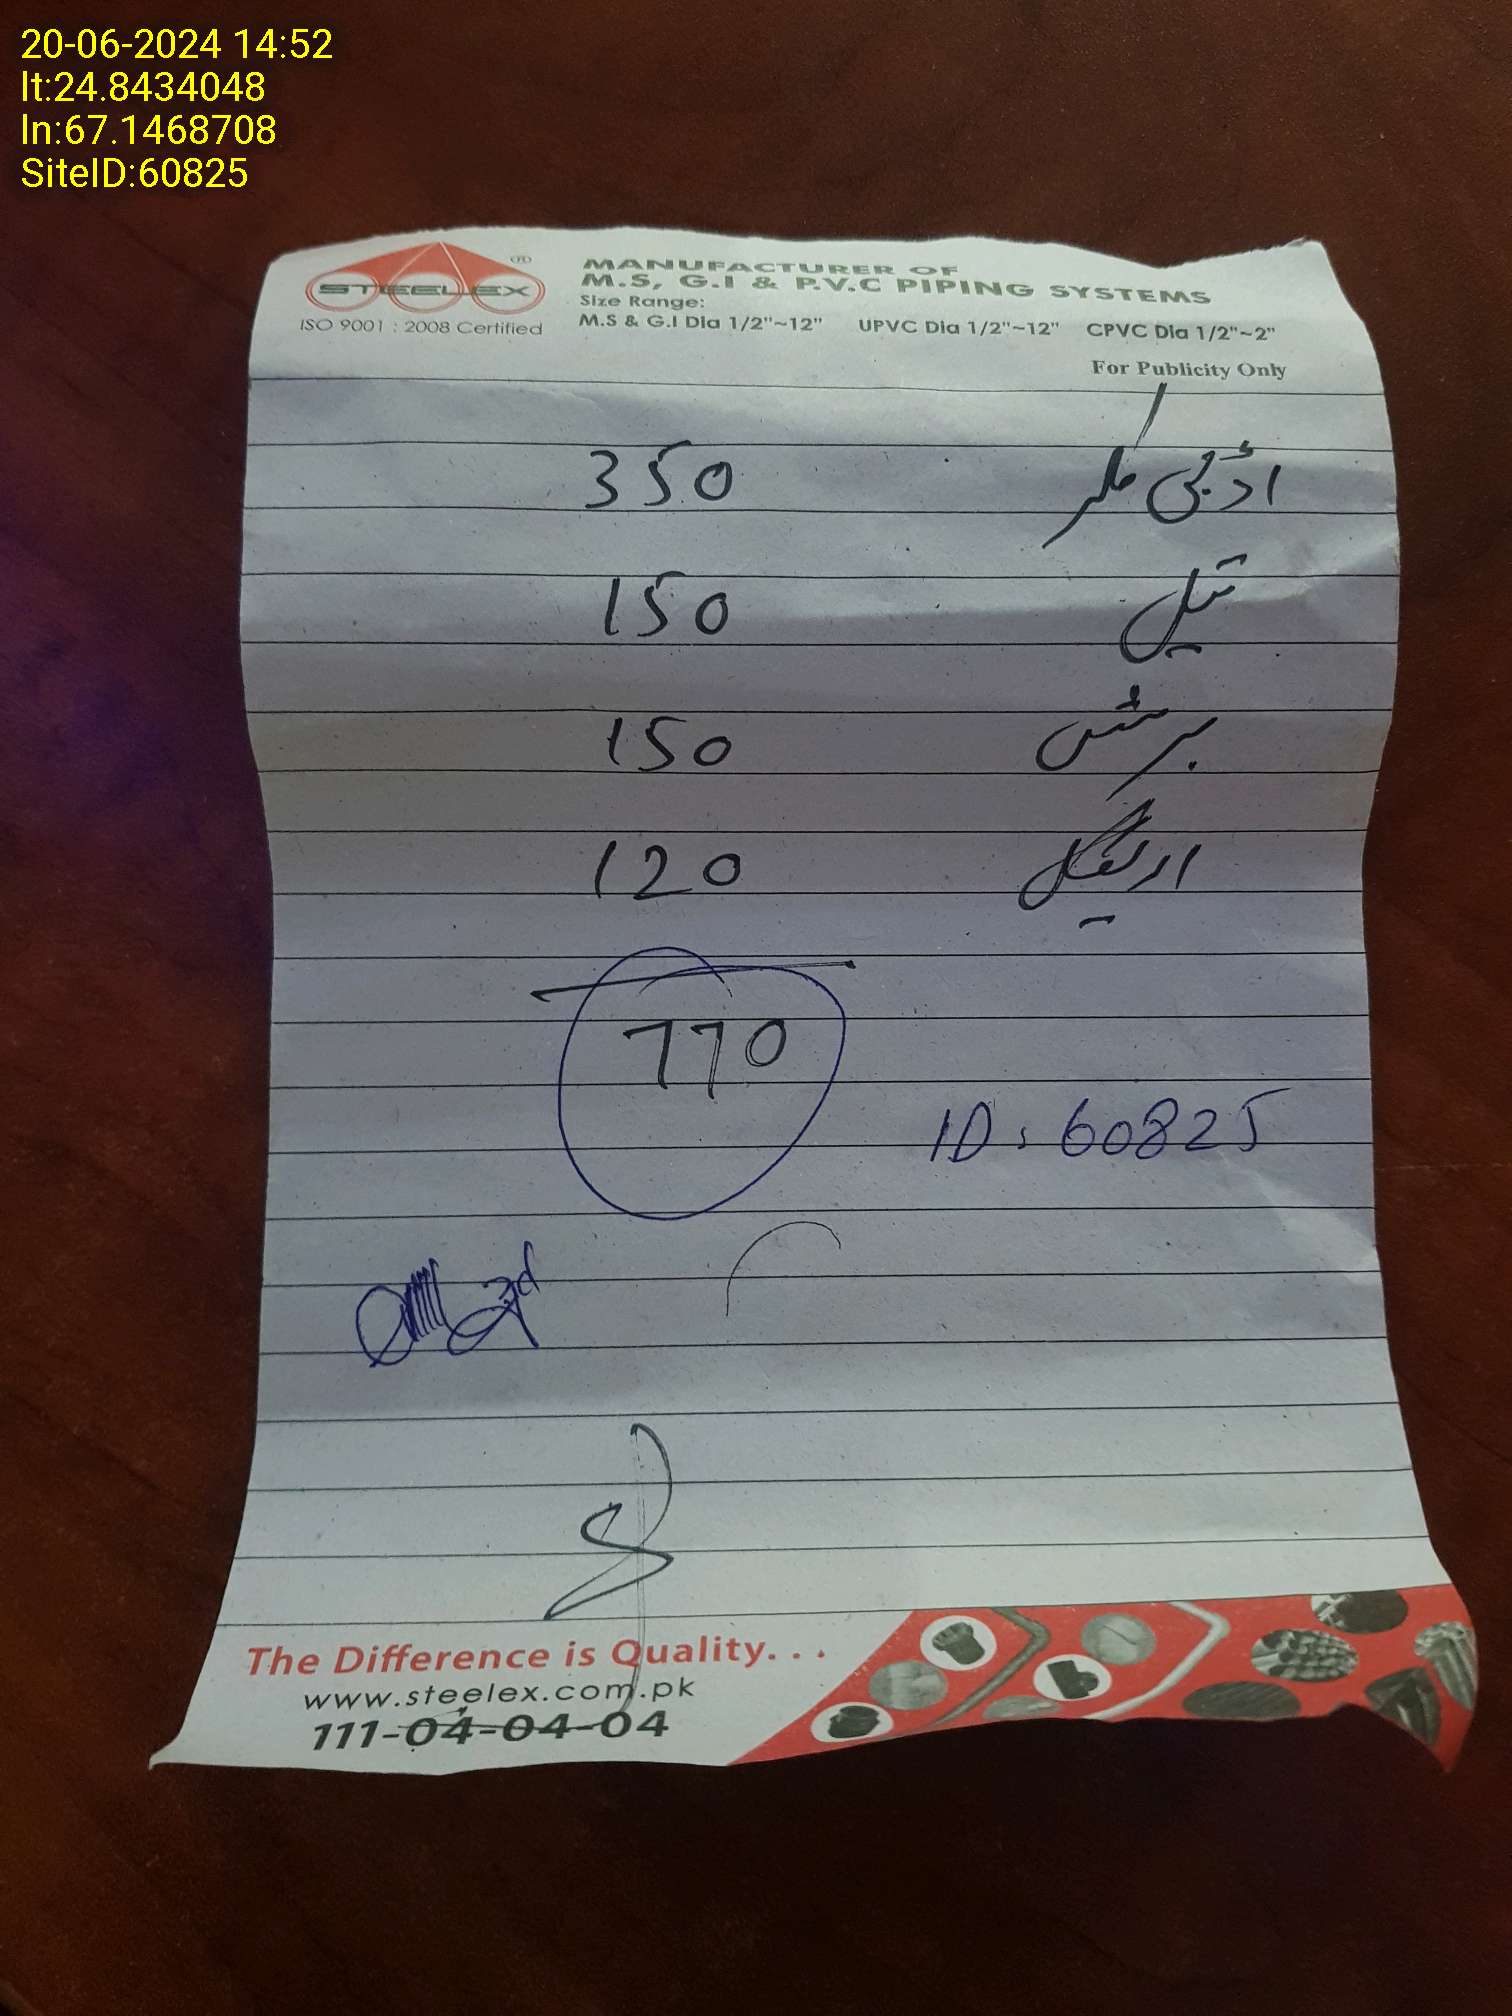 20-06-2024 14:52
lt:24.8434048
ln:67.1468708
SiteID:60825
STEELEX ®
ISO 9001 : 2008 Certified
MANUFACTURER OF
M.S, G.I & P.V.C PIPING SYSTEMS
Size Range:
M.S & G.I Dia 1/2"~12" UPVC Dia 1/2"~12" CPVC Dia 1/2"~2"
For Publicity Only
350
تیل 150
برش 150
120
770
ID: 60825
The Difference is Quality...
www.steelex.com.pk
111-04-04-04